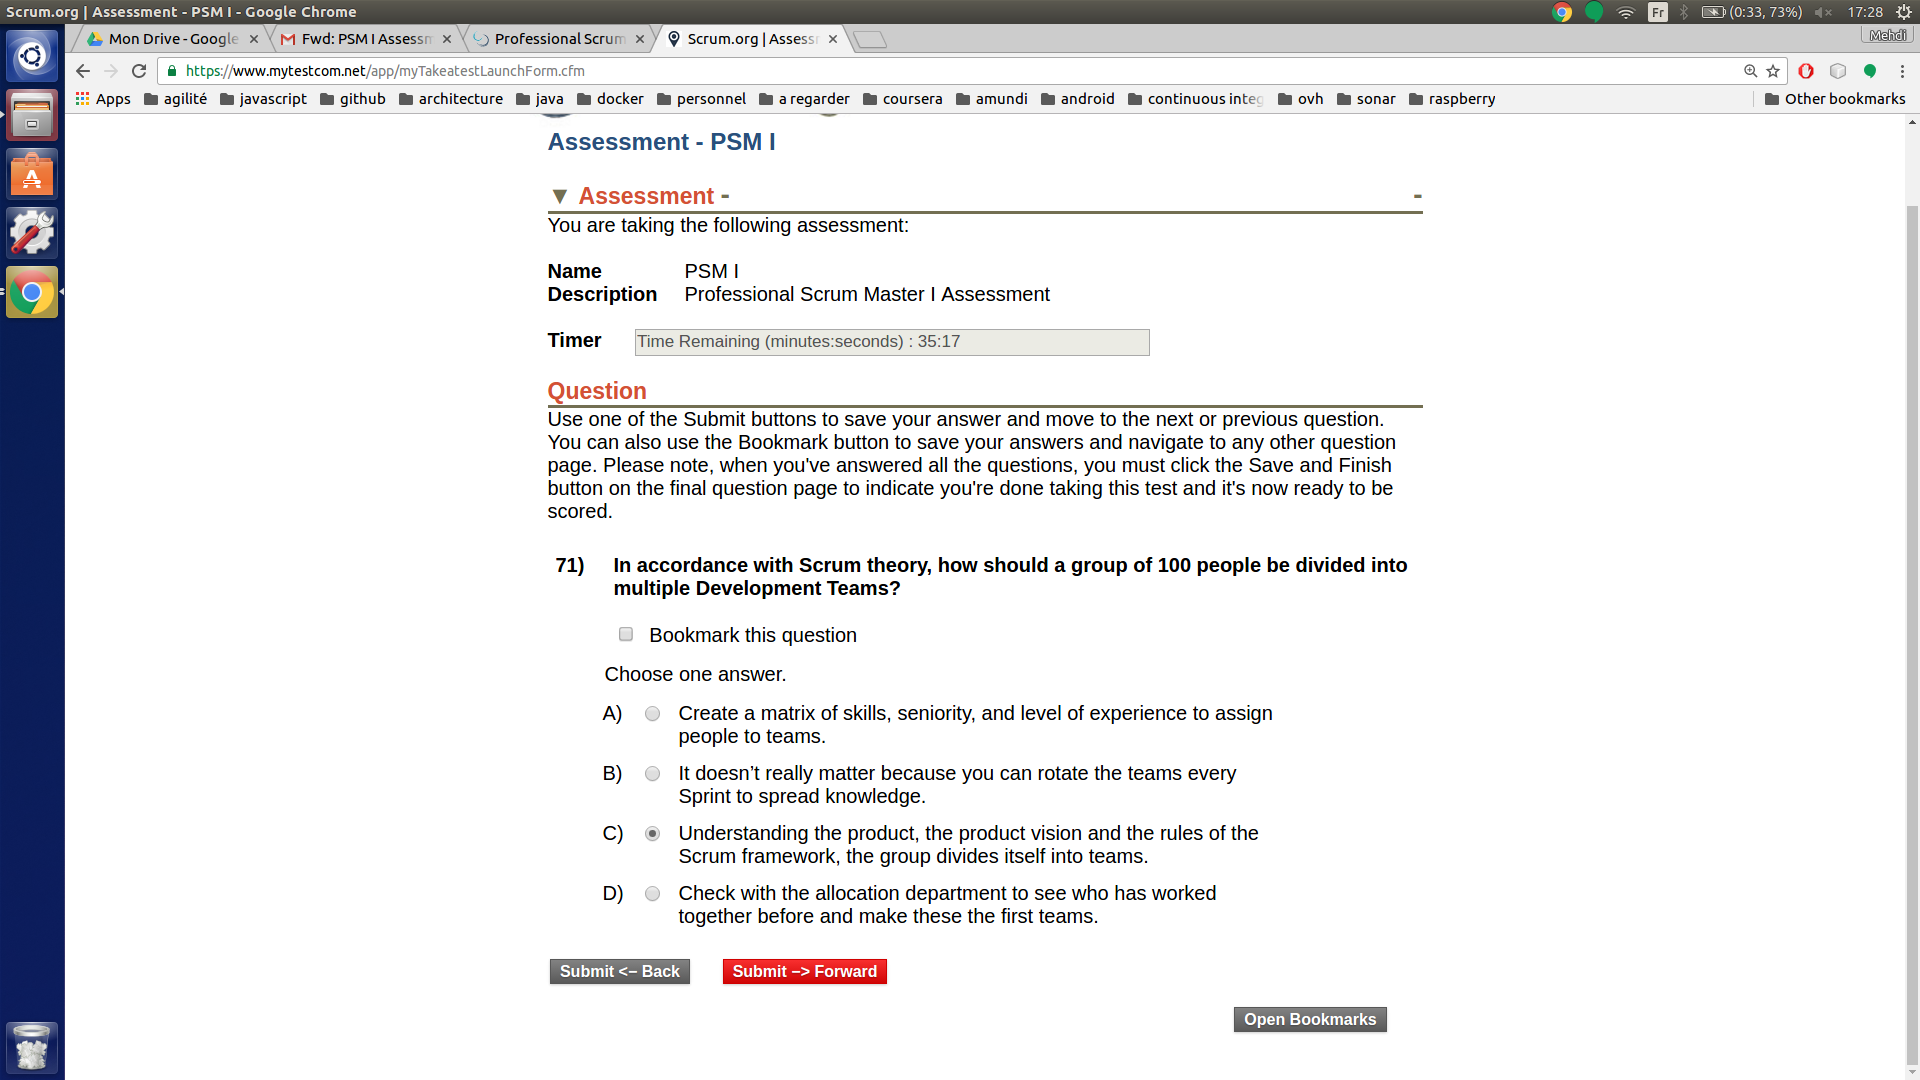 Scrum.org | Assessment - PSM I - Google Chrome
Fr
(0:33, 73%)
17:28
Mon Drive - Google
Fwd: PSM I Assessm
Professional Scrum
Scrum.org | Assess
Mehdi
https://www.mytestcom.net/app/myTakeatestLaunchForm.cfm
Apps
agilité
javascript
github
architecture
java
docker
personnel
a regarder
coursera
amundi
android
continuous integ
ovh
sonar
raspberry
Other bookmarks
Assessment - PSM I
▼ Assessment - -
You are taking the following assessment:
Name PSM I
Description Professional Scrum Master I Assessment
Timer Time Remaining (minutes:seconds) : 35:17
Question
Use one of the Submit buttons to save your answer and move to the next or previous question.
You can also use the Bookmark button to save your answers and navigate to any other question
page. Please note, when you've answered all the questions, you must click the Save and Finish
button on the final question page to indicate you're done taking this test and it's now ready to be
scored.
71) In accordance with Scrum theory, how should a group of 100 people be divided into
multiple Development Teams?
Bookmark this question
Choose one answer.
A) Create a matrix of skills, seniority, and level of experience to assign
people to teams.
B) It doesn’t really matter because you can rotate the teams every
Sprint to spread knowledge.
C) Understanding the product, the product vision and the rules of the
Scrum framework, the group divides itself into teams.
D) Check with the allocation department to see who has worked
together before and make these the first teams.
Submit <– Back
Submit –> Forward
Open Bookmarks